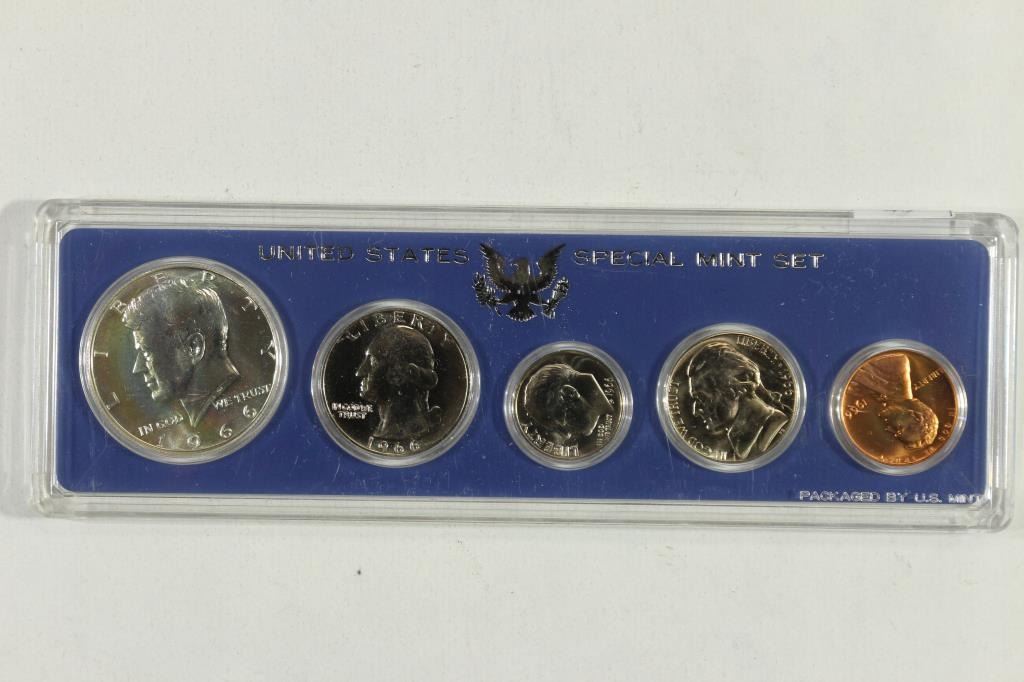 UNITED STATES SPECIAL MINT SET
LIBERTY
IN GOD WE TRUST
1966
LIBERTY
IN GOD WE TRUST
1966
LIBERTY
LIBERTY
PACKAGED BY U.S. MINT